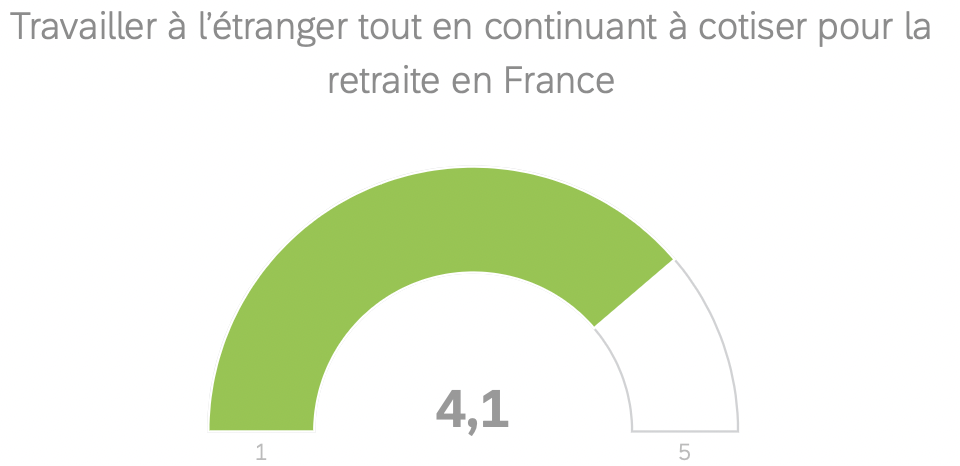 Travailler à l’étranger tout en continuant à cotiser pour la
retraite en France
4,1
1
5